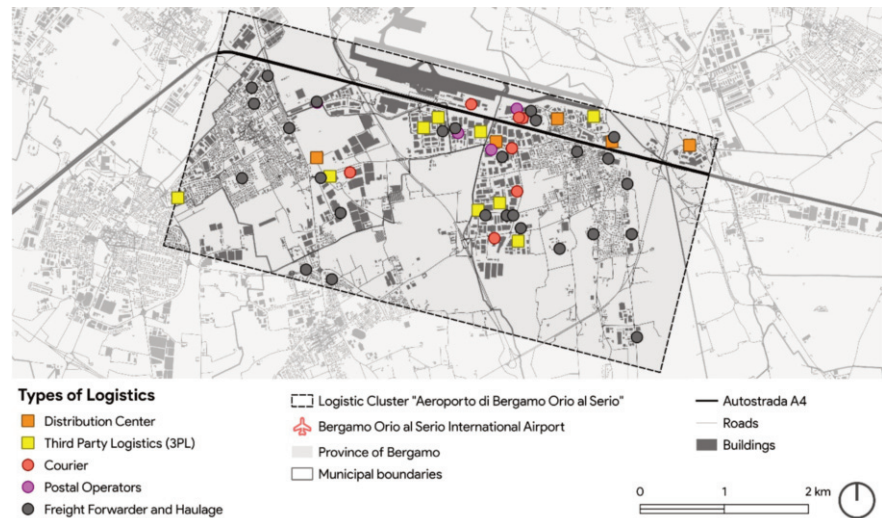 Types of Logistics
Distribution Center
Third Party Logistics (3PL)
Courier
Postal Operators
Freight Forwarder and Haulage
Logistic Cluster "Aeroporto di Bergamo Orio al Serio"
Bergamo Orio al Serio International Airport
Province of Bergamo
Municipal boundaries
Autostrada A4
Roads
Buildings
0 1 2 km